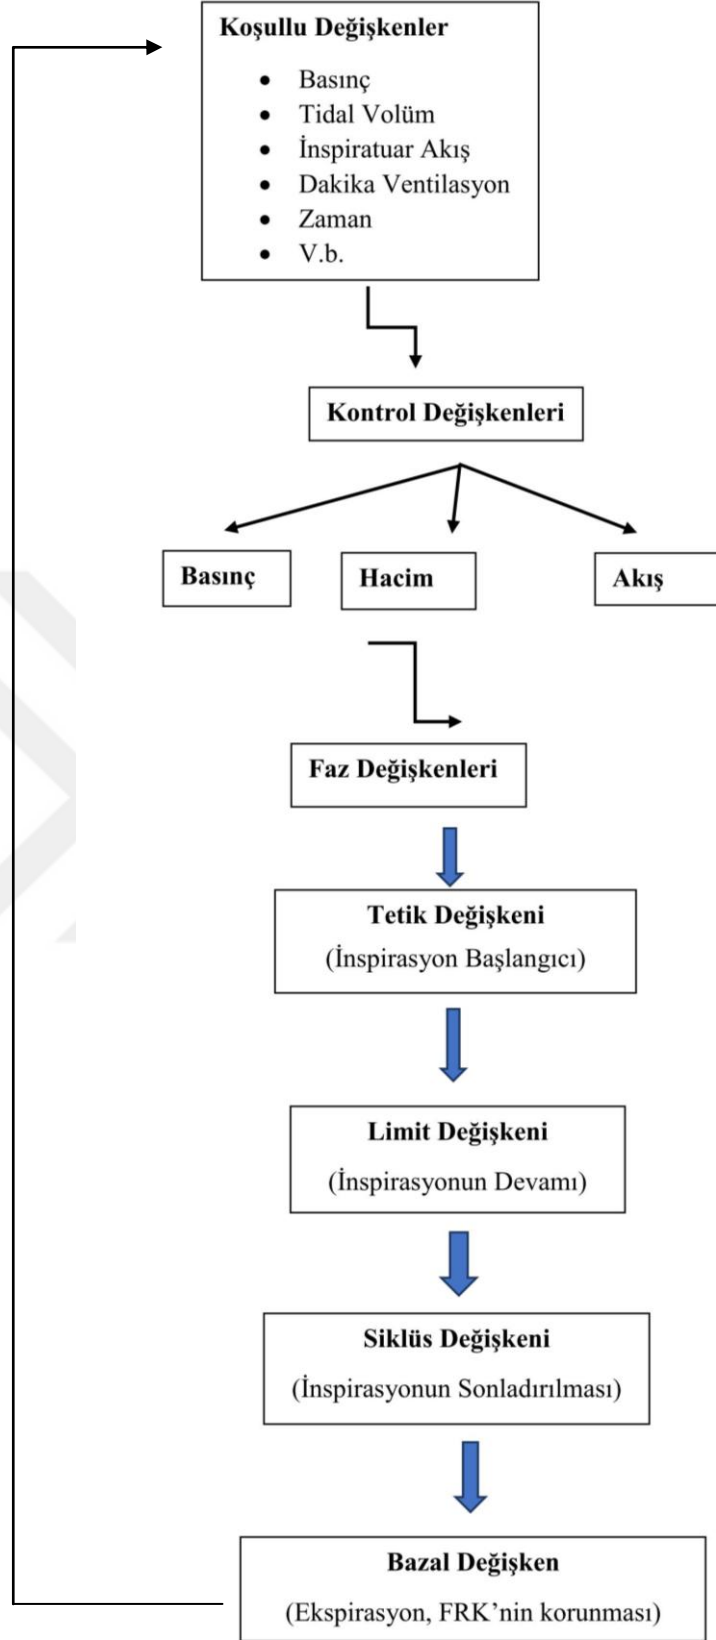 Koşullu Değişkenler
• Basınç
• Tidal Volüm
• İnspiratuar Akış
• Dakika Ventilasyon
• Zaman
• V.b.
Kontrol Değişkenleri
Basınç
Hacim
Akış
Faz Değişkenleri
Tetik Değişkeni
(İnspirasyon Başlangıcı)
Limit Değişkeni
(İnspirasyonun Devamı)
Siklüs Değişkeni
(İnspirasyonun Sonladırılması)
Bazal Değişken
(Ekspirasyon, FRK’nin korunması)